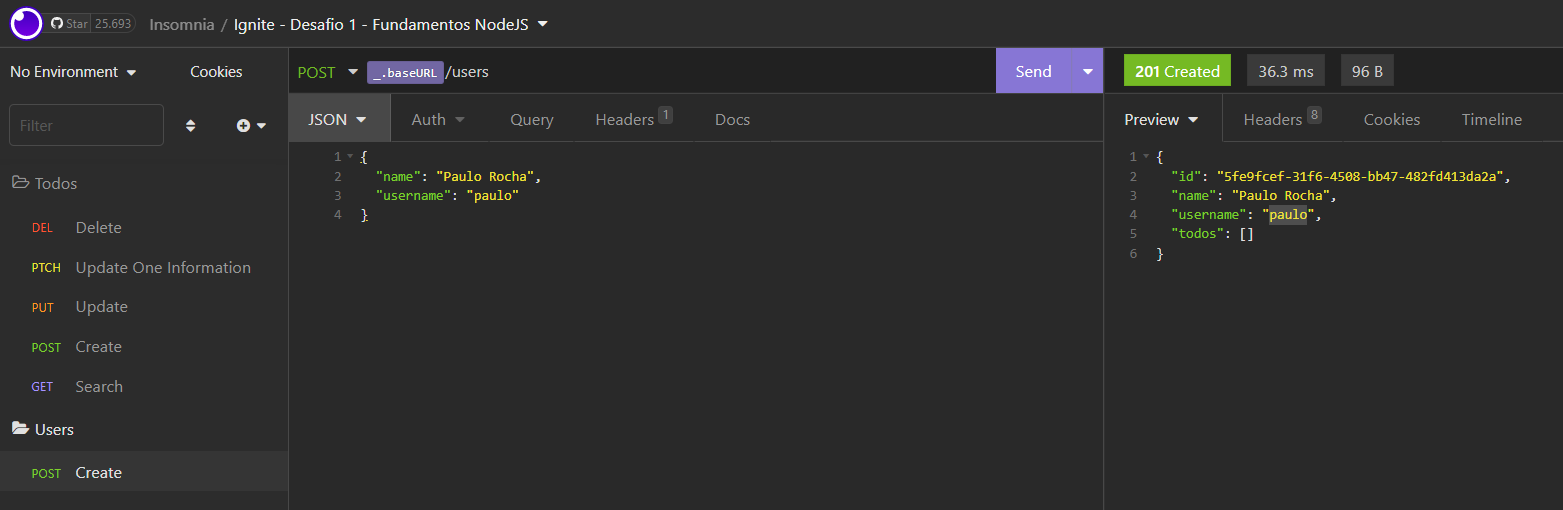 Star 25.693 Insomnia / Ignite - Desafio 1 - Fundamentos NodeJS
No Environment Cookies
Filter
Todos
DEL Delete
PTCH Update One Information
PUT Update
POST Create
GET Search
Users
POST Create
POST _.baseURL/users Send
JSON Auth Query Headers 1 Docs
1 {
2 "name": "Paulo Rocha",
3 "username": "paulo"
4 }
201 Created 36.3 ms 96 B
Preview Headers 8 Cookies Timeline
1 {
2 "id": "5fe9fcef-31f6-4508-bb47-482fd413da2a",
3 "name": "Paulo Rocha",
4 "username": "paulo",
5 "todos": []
6 }